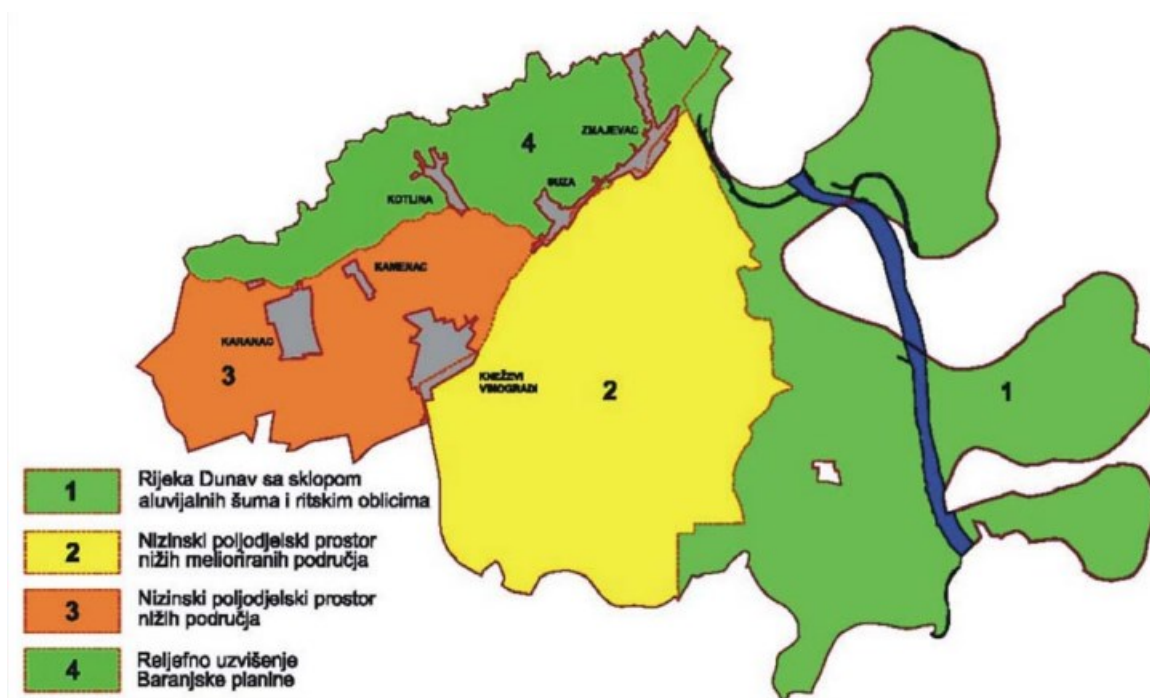 ZMAJEVAC
4
SUZA
KOTLINA
KAMENAC
KARANAC
3
KNEŽEVI
VINOGRADI
2
1
1 Rijeka Dunav sa sklopom
aluvijalnih šuma i ritskim oblicima
2 Nizinski poljodjelski prostor
nižih melioriranih područja
3 Nizinski poljodjelski prostor
nižih područja
4 Reljefno uzvišenje
Baranjske planine